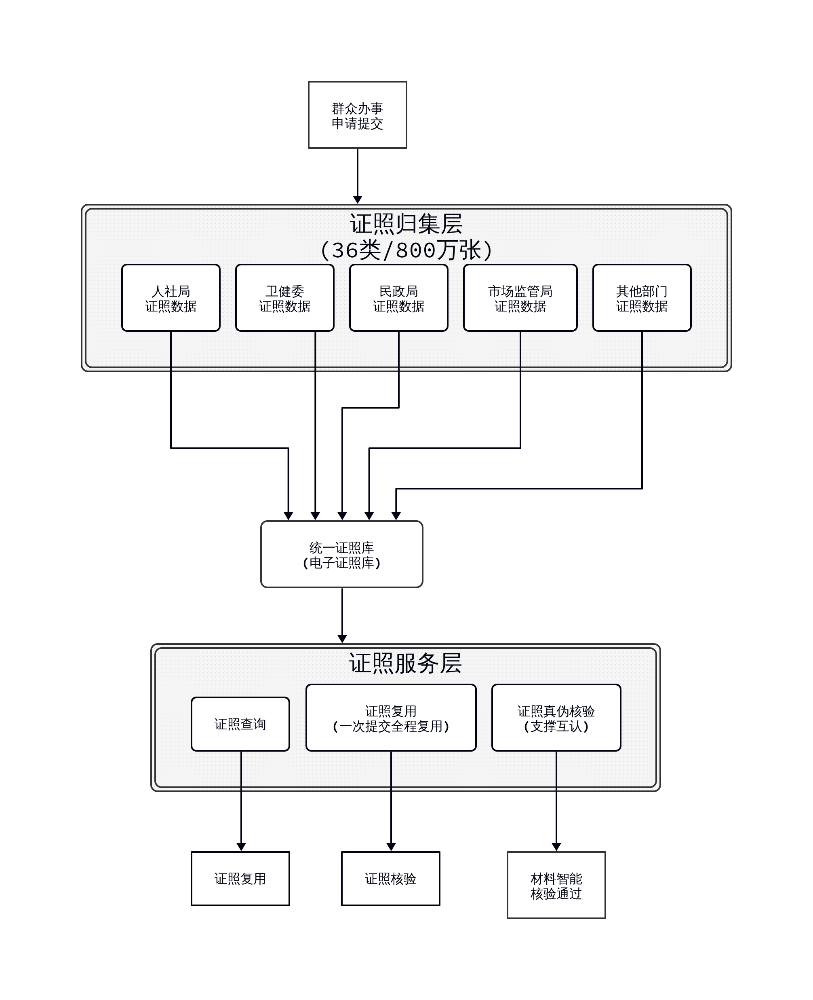 群众办事
申请提交
证照归集层
(36类/800万张)
人社局
证照数据
卫健委
证照数据
民政局
证照数据
市场监管局
证照数据
其他部门
证照数据
统一证照库
(电子证照库)
证照服务层
证照查询
证照复用
(一次提交全程复用)
证照真伪核验
(支撑互认)
证照复用
证照核验
材料智能
核验通过